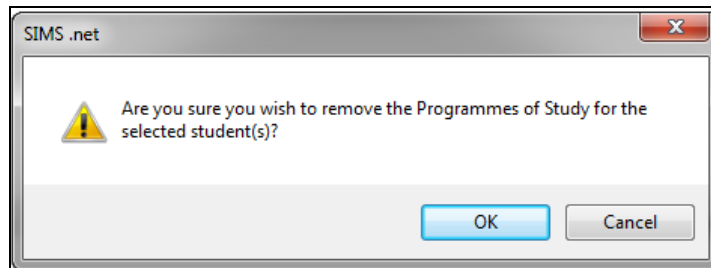 SIMS .net
Are you sure you wish to remove the Programmes of Study for the
selected student(s)?
OK Cancel